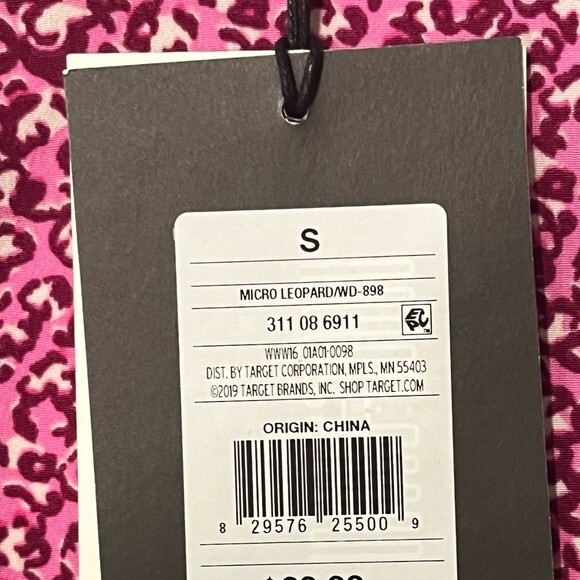 S
MICRO LEOPARD/WD-898
311 08 6911
EPC™
WWW16_01A01-0098
DIST. BY TARGET CORPORATION, MPLS., MN 55403
©2019 TARGET BRANDS, INC. SHOP TARGET.COM
ORIGIN: CHINA
8 29576 25500 9